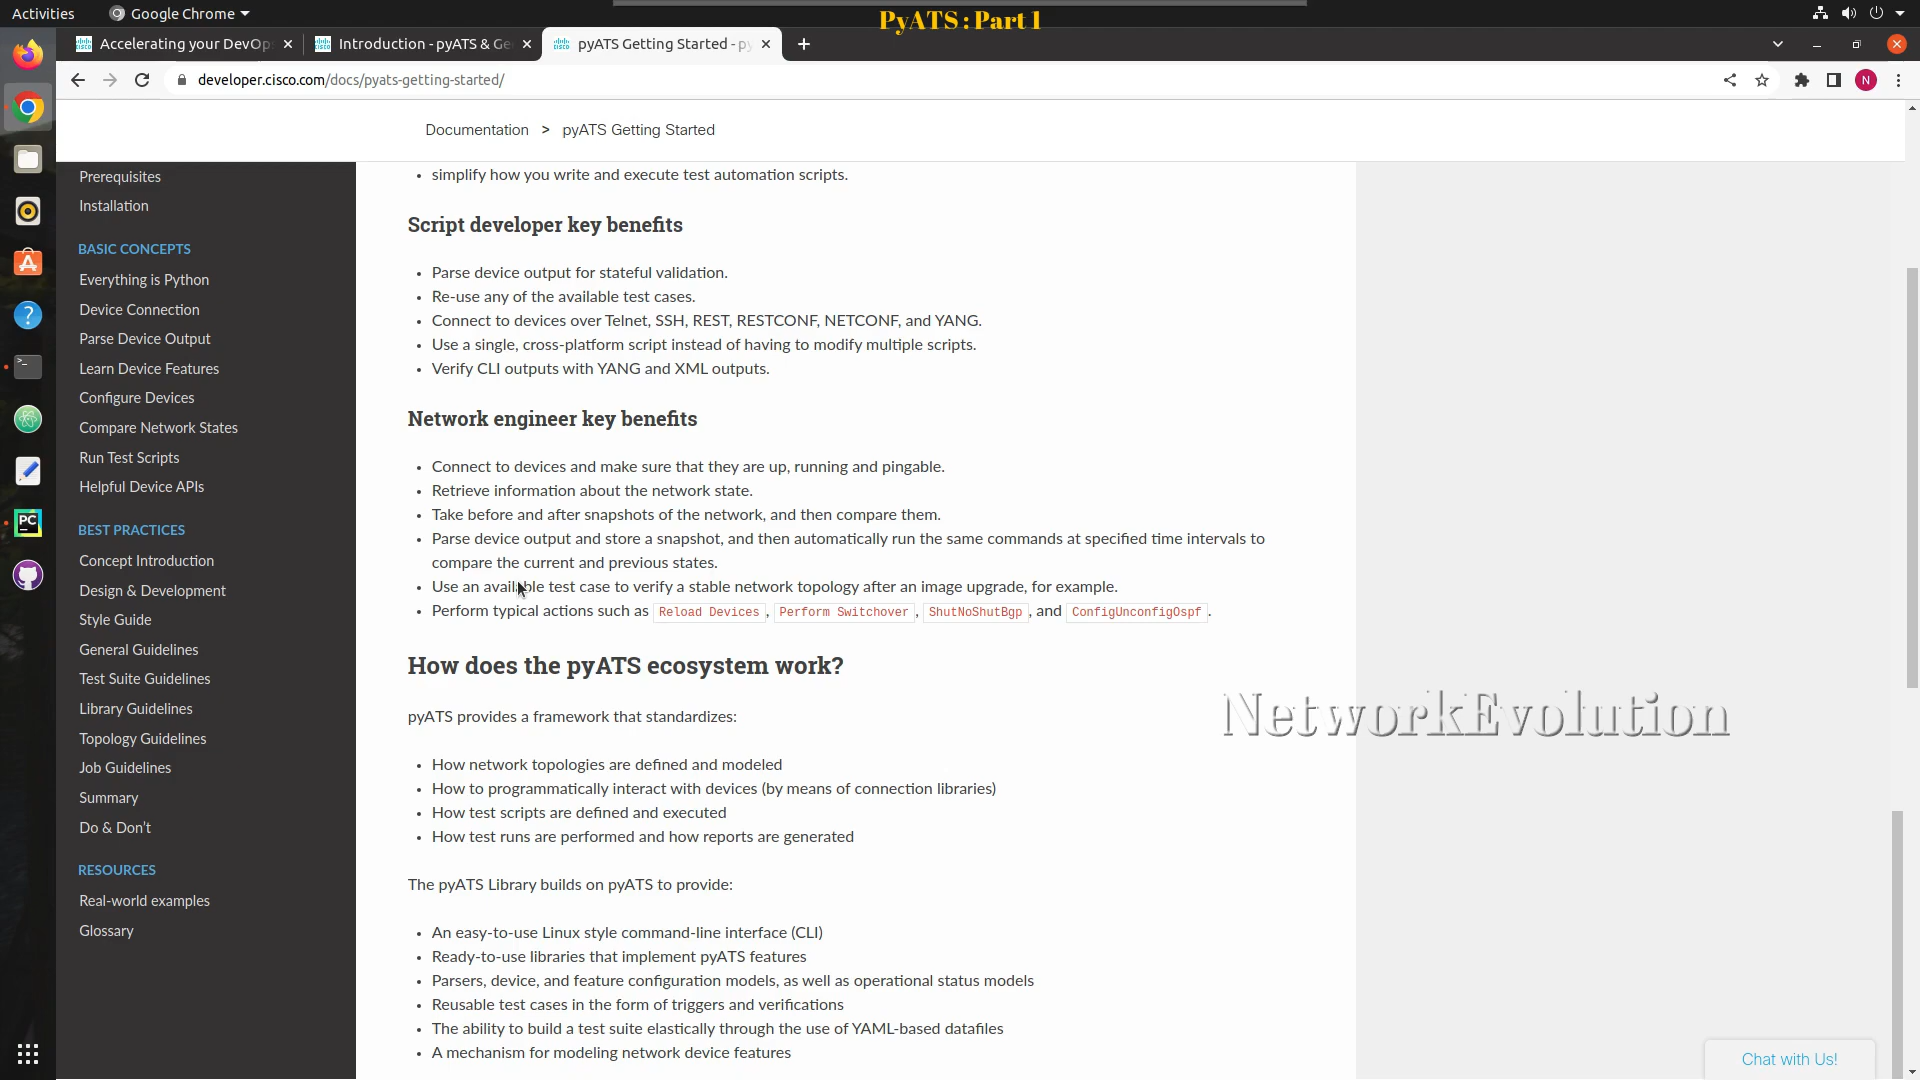 Activities
Google Chrome
PyATS : Part 1
Accelerating your DevOps
Introduction - pyATS & Ge
pyATS Getting Started - py
developer.cisco.com/docs/pyats-getting-started/
N
Documentation > pyATS Getting Started
Prerequisites
Installation
BASIC CONCEPTS
Everything is Python
Device Connection
Parse Device Output
Learn Device Features
Configure Devices
Compare Network States
Run Test Scripts
Helpful Device APIs
BEST PRACTICES
Concept Introduction
Design & Development
Style Guide
General Guidelines
Test Suite Guidelines
Library Guidelines
Topology Guidelines
Job Guidelines
Summary
Do & Don't
RESOURCES
Real-world examples
Glossary
• simplify how you write and execute test automation scripts.
Script developer key benefits
• Parse device output for stateful validation.
• Re-use any of the available test cases.
• Connect to devices over Telnet, SSH, REST, RESTCONF, NETCONF, and YANG.
• Use a single, cross-platform script instead of having to modify multiple scripts.
• Verify CLI outputs with YANG and XML outputs.
Network engineer key benefits
• Connect to devices and make sure that they are up, running and pingable.
• Retrieve information about the network state.
• Take before and after snapshots of the network, and then compare them.
• Parse device output and store a snapshot, and then automatically run the same commands at specified time intervals to
compare the current and previous states.
• Use an available test case to verify a stable network topology after an image upgrade, for example.
• Perform typical actions such as Reload Devices, Perform Switchover, ShutNoShutBgp, and ConfigUnconfigOspf.
How does the pyATS ecosystem work?
pyATS provides a framework that standardizes:
• How network topologies are defined and modeled
• How to programmatically interact with devices (by means of connection libraries)
• How test scripts are defined and executed
• How test runs are performed and how reports are generated
The pyATS Library builds on pyATS to provide:
• An easy-to-use Linux style command-line interface (CLI)
• Ready-to-use libraries that implement pyATS features
• Parsers, device, and feature configuration models, as well as operational status models
• Reusable test cases in the form of triggers and verifications
• The ability to build a test suite elastically through the use of YAML-based datafiles
• A mechanism for modeling network device features
NetworkEvolution
Chat with Us!